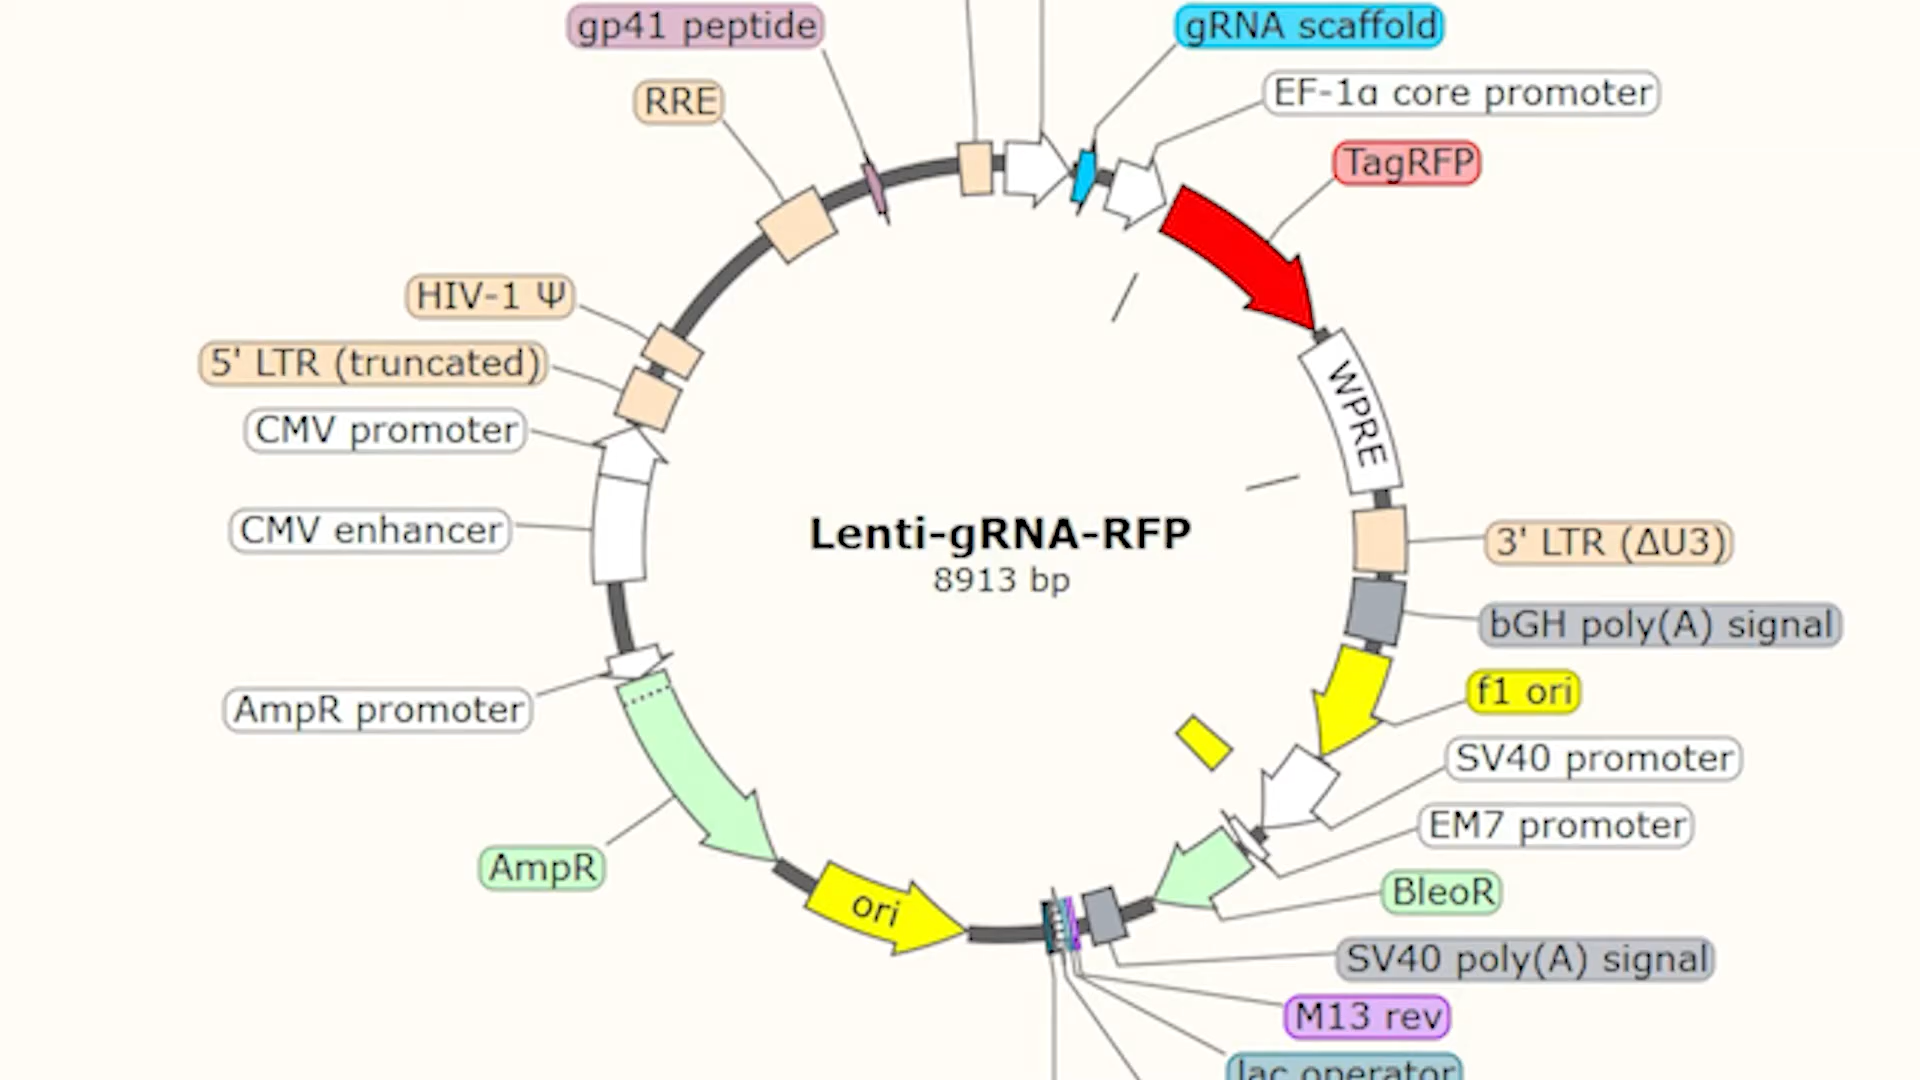 gp41 peptide
gRNA scaffold
RRE
EF-1α core promoter
TagRFP
HIV-1 Ψ
5' LTR (truncated)
WPRE
CMV promoter
CMV enhancer
Lenti-gRNA-RFP
8913 bp
3' LTR (ΔU3)
bGH poly(A) signal
f1 ori
AmpR promoter
SV40 promoter
EM7 promoter
AmpR
BleoR
ori
SV40 poly(A) signal
M13 rev
lac operator